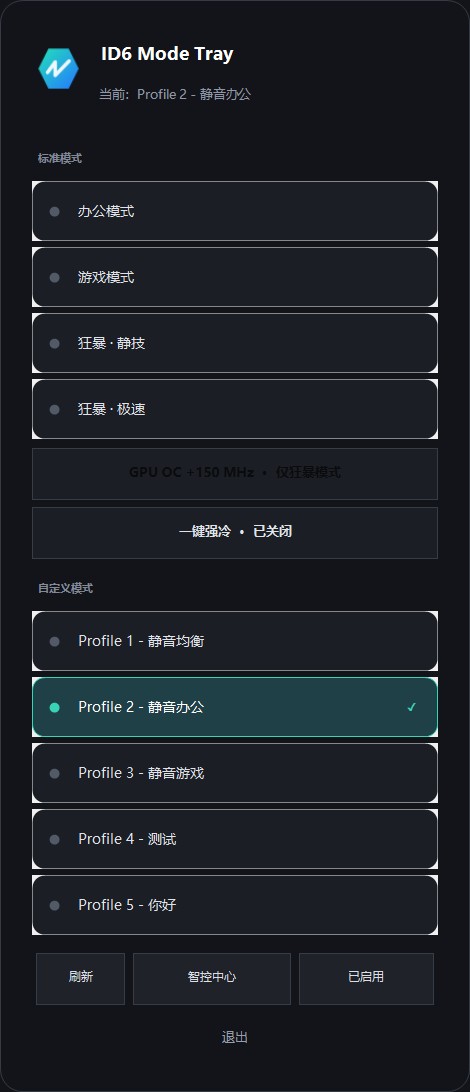 ID6 Mode Tray
当前: Profile 2 - 静音办公
标准模式
办公模式
游戏模式
狂暴 · 静技
狂暴 · 极速
GPU OC +150 MHz • 仅狂暴模式
一键强冷 • 已关闭
自定义模式
Profile 1 - 静音均衡
Profile 2 - 静音办公 ✓
Profile 3 - 静音游戏
Profile 4 - 测试
Profile 5 - 你好
刷新 智控中心 已启用
退出